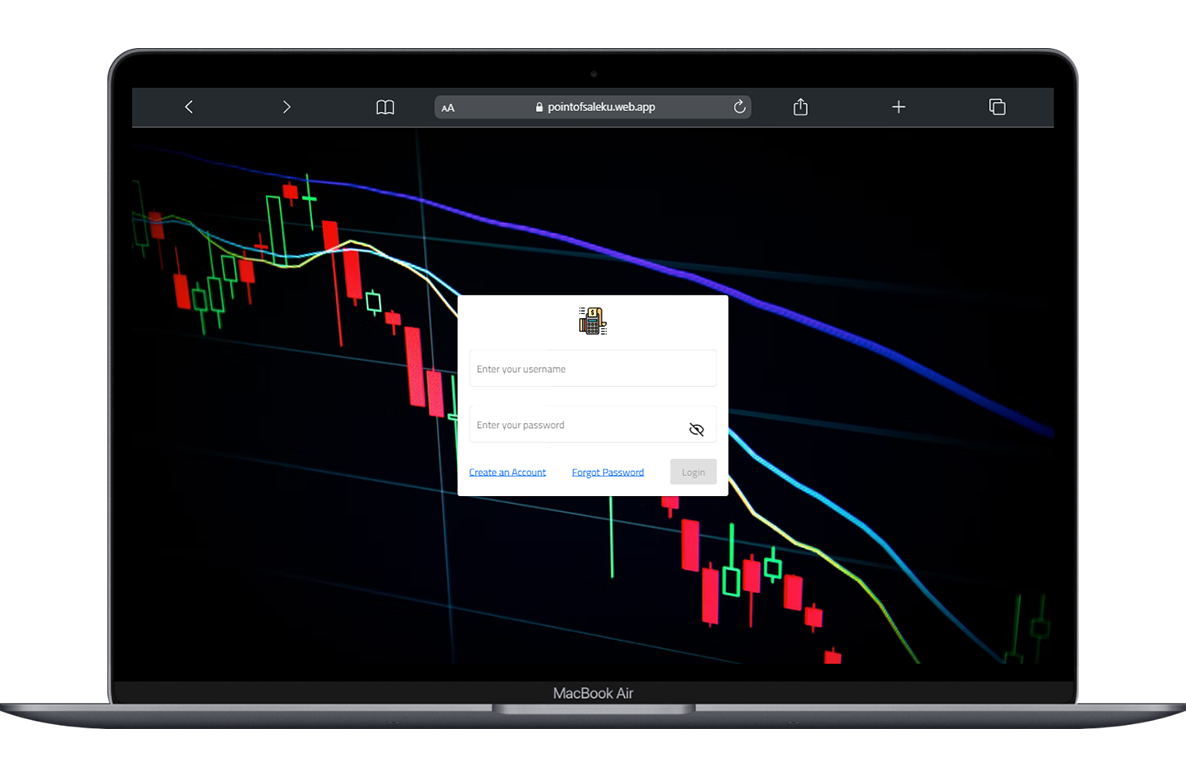 AA pointofsaleku.web.app
Enter your username
Enter your password
Create an Account Forgot Password Login
MacBook Air